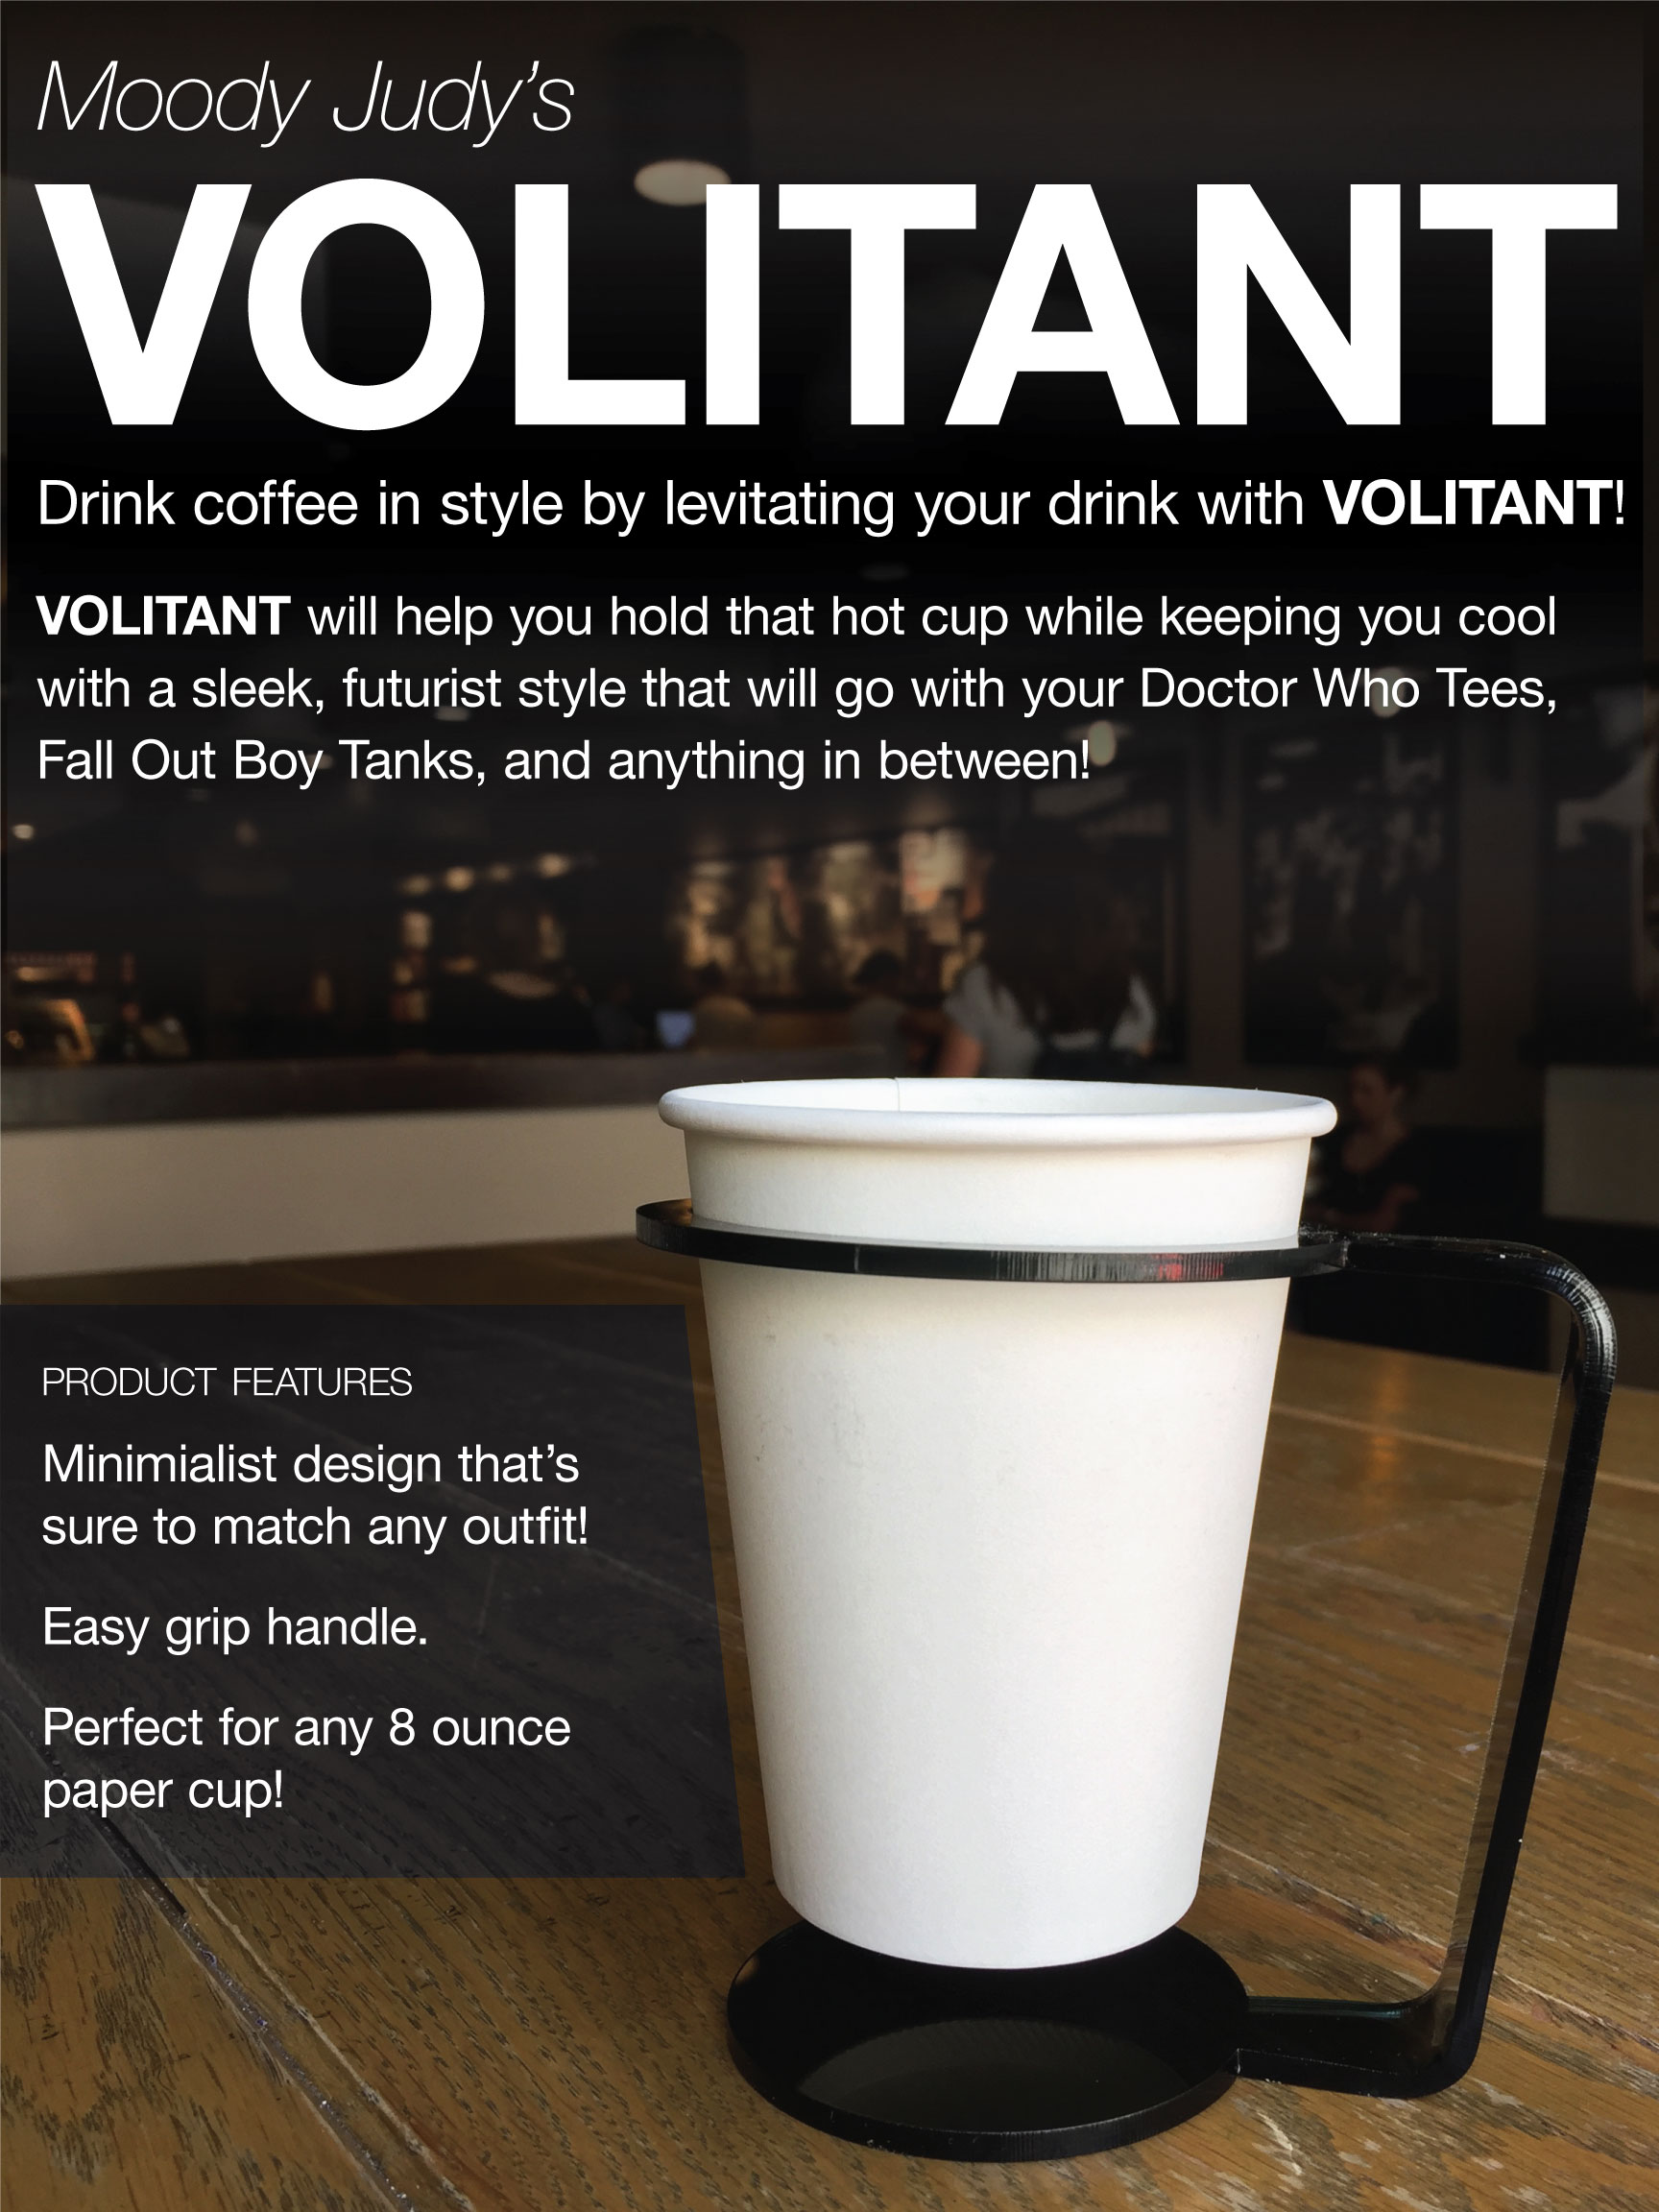 Moody Judy's
VOLITANT
Drink coffee in style by levitating your drink with VOLITANT!
VOLITANT will help you hold that hot cup while keeping you cool
with a sleek, futurist style that will go with your Doctor Who Tees,
Fall Out Boy Tanks, and anything in between!
PRODUCT FEATURES
Minimialist design that's
sure to match any outfit!
Easy grip handle.
Perfect for any 8 ounce
paper cup!